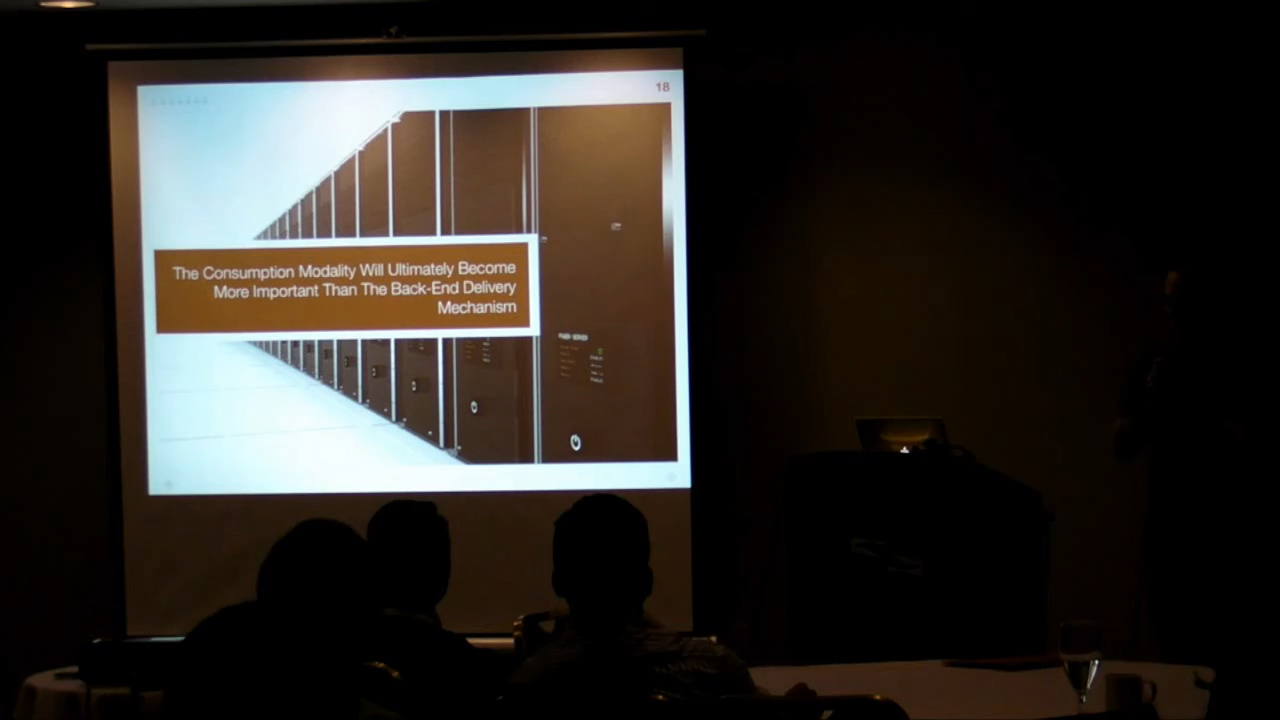 18
The Consumption Modality Will Ultimately Become
More Important Than The Back-End Delivery
Mechanism